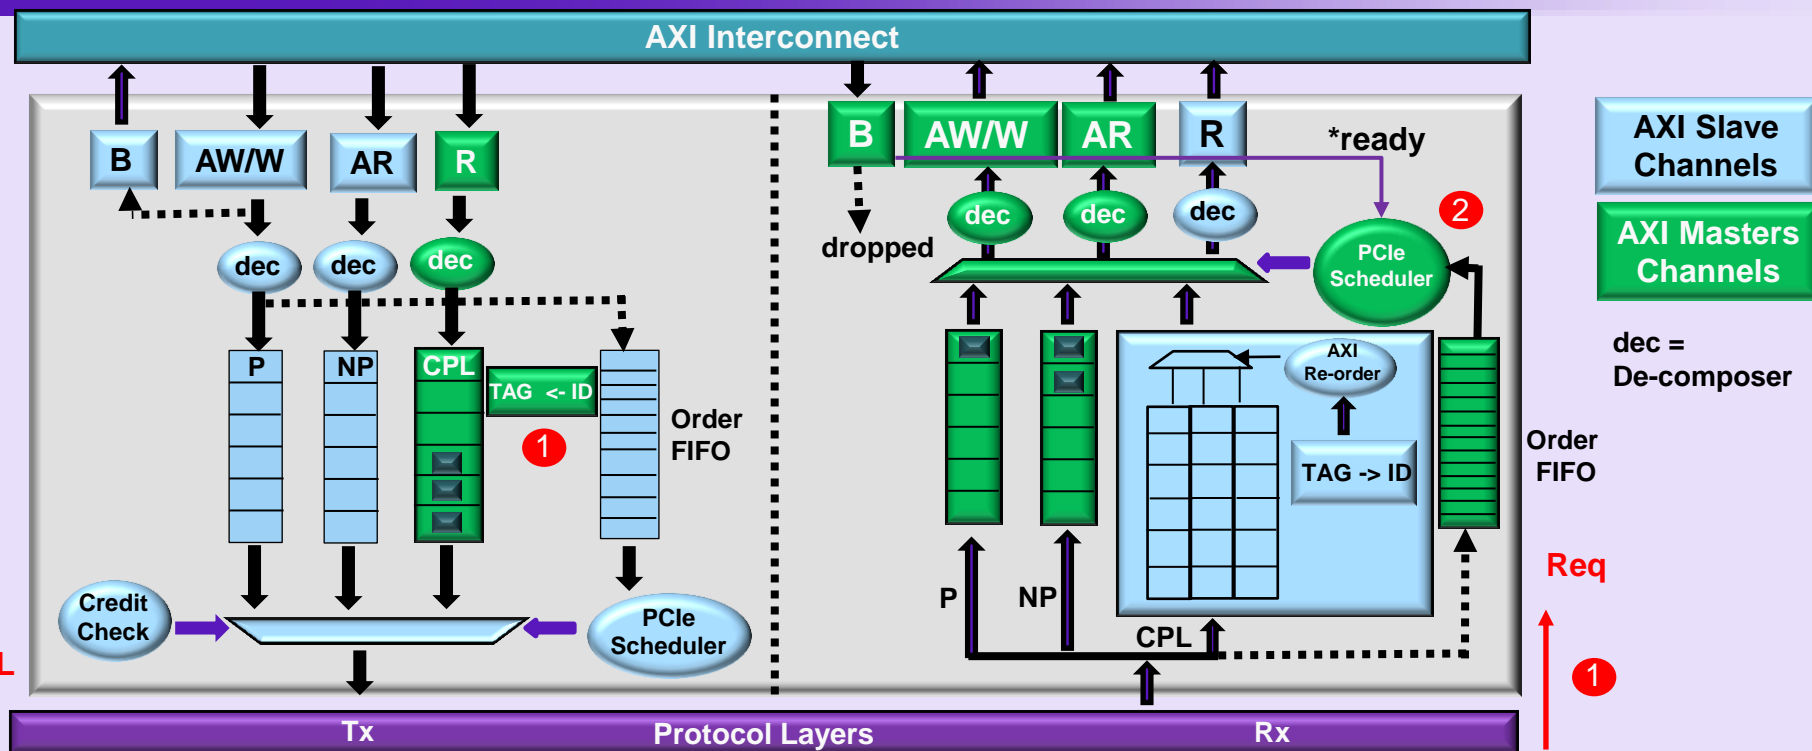 AXI Interconnect
B
AW/W
AR
R
dec
dec
dec
P
NP
CPL
TAG <- ID
1
Order
FIFO
Credit
Check
PCIe
Scheduler
L
B
AW/W
AR
R
*ready
dropped
dec
dec
dec
PCIe
Scheduler
2
AXI
Re-order
TAG -> ID
Order
FIFO
P
NP
CPL
AXI Slave
Channels
AXI Masters
Channels
dec =
De-composer
Req
1
Tx
Protocol Layers
Rx